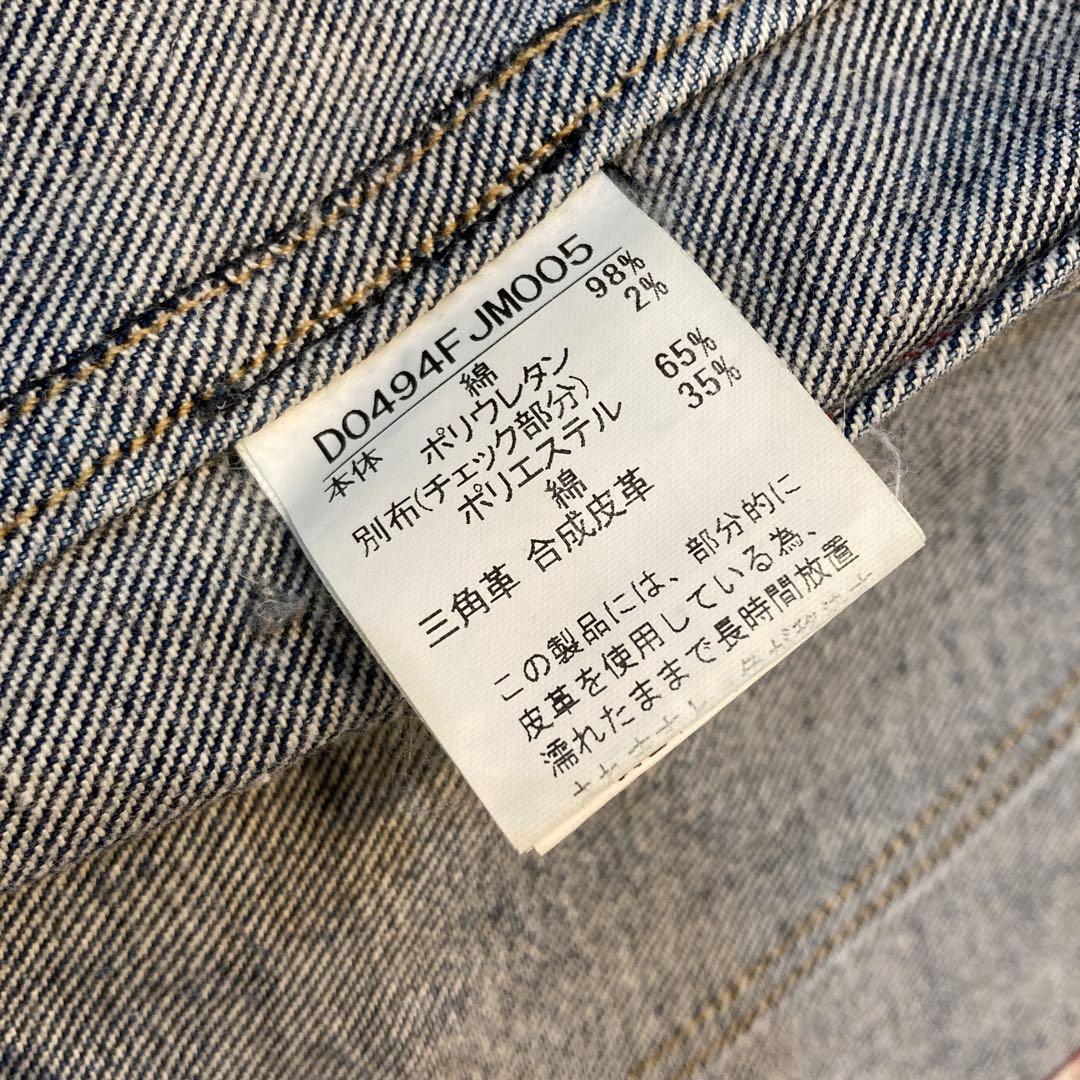 D0494F JM005
本体 綿 98%
ポリウレタン 2%
別布(チェック部分)
ポリエステル 65%
綿 35%
三角革 合成皮革
この製品には、部分的に
皮革を使用している為、
濡れたままで長時間放置